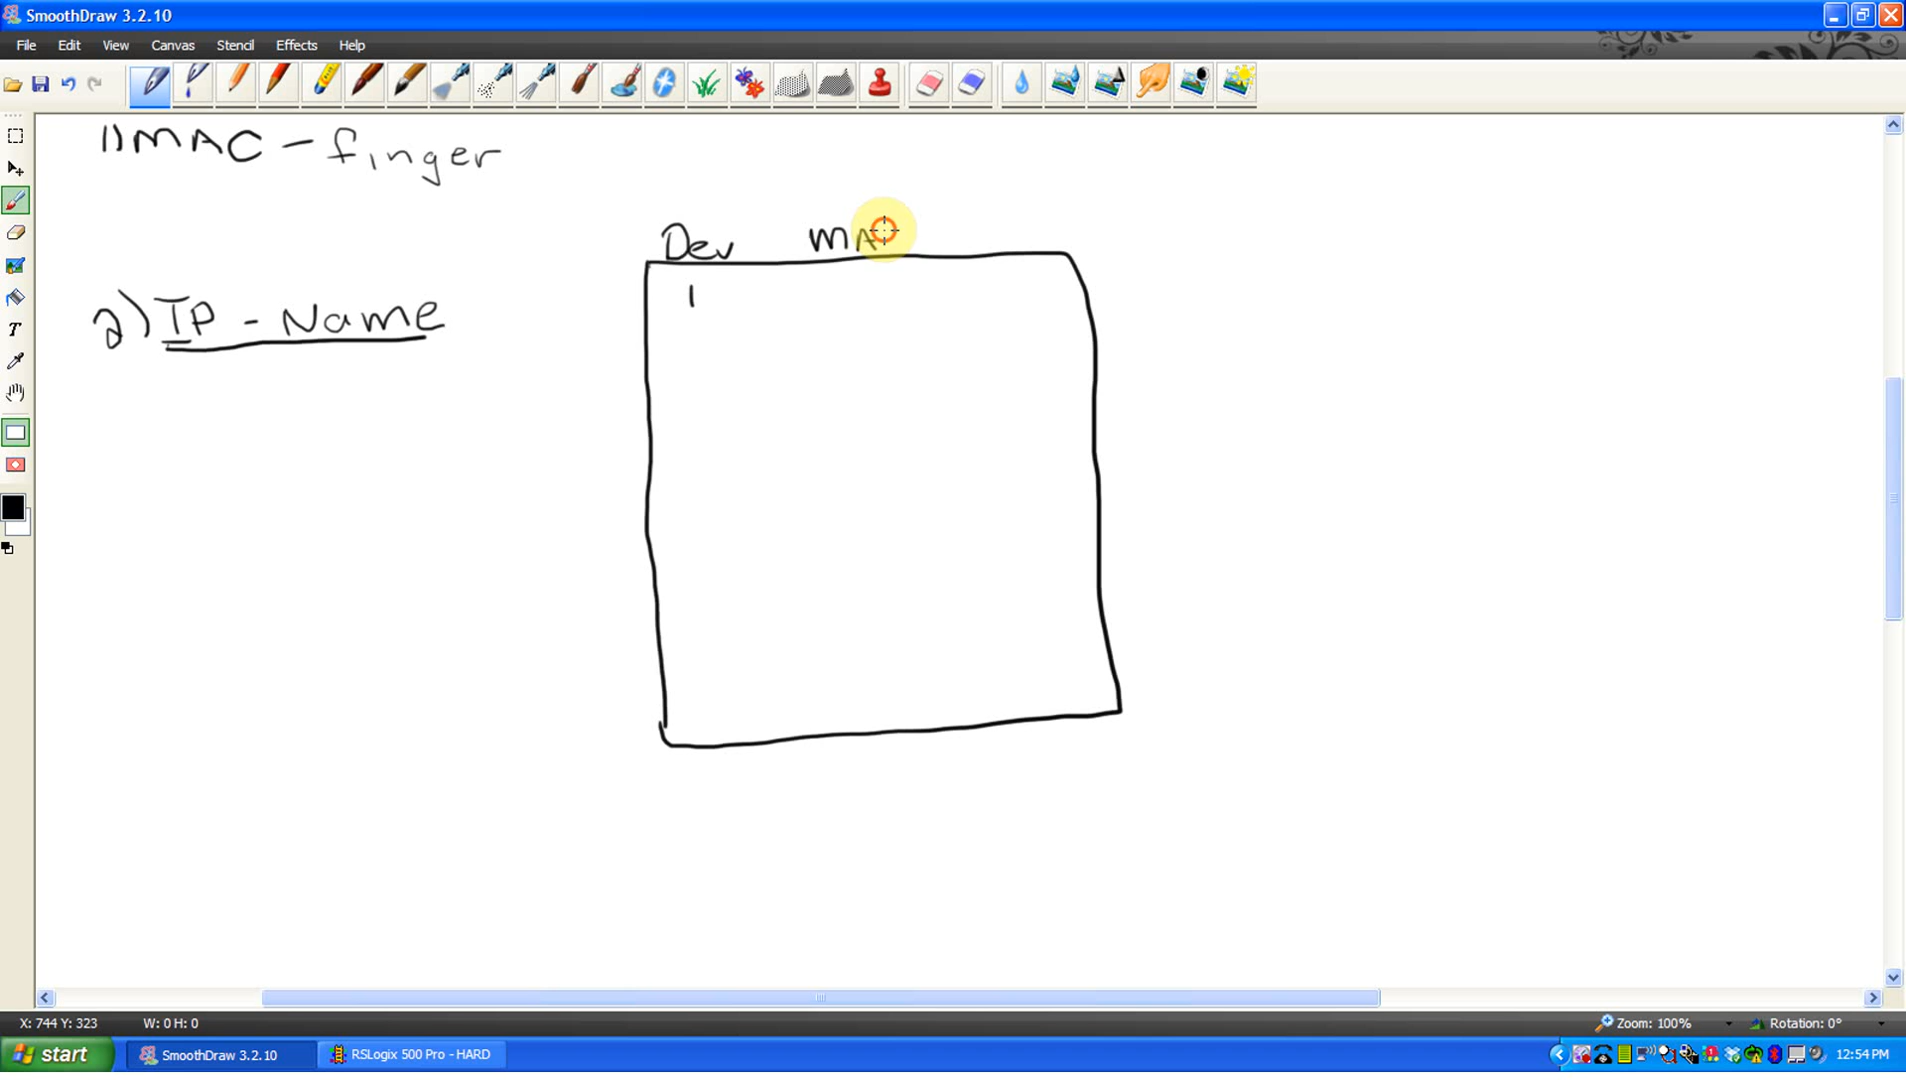 SmoothDraw 3.2.10
File Edit View Canvas Stencil Effects Help
1) MAC - finger
Dev MA
1
2) IP - Name
X: 744 Y: 323 W: 0 H: 0 Zoom: 100% Rotation: 0°
start SmoothDraw 3.2.10 RSLogix 500 Pro - HARD 12:54 PM